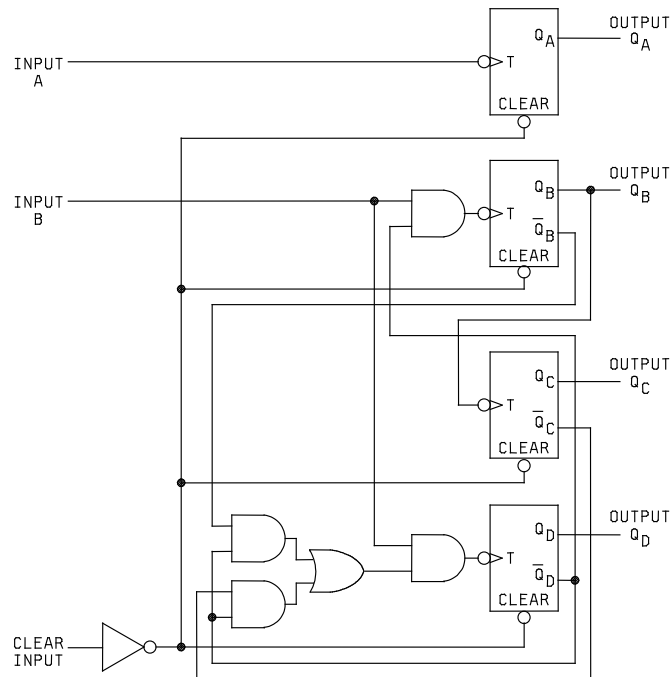 OUTPUT
Q_A
Q_A
INPUT
A
T
CLEAR
OUTPUT
Q_B
Q_B
INPUT
B
T
Q̅_B
CLEAR
OUTPUT
Q_C
Q_C
T
Q̅_C
CLEAR
OUTPUT
Q_D
Q_D
T
Q̅_D
CLEAR
CLEAR
INPUT